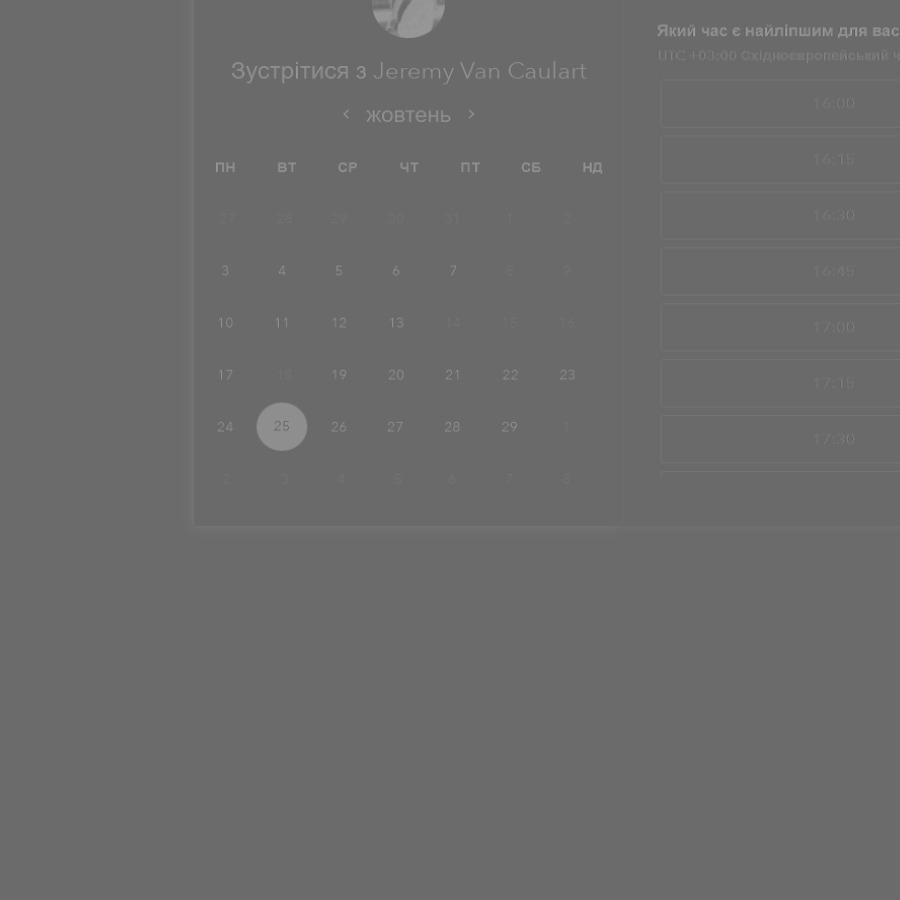 Зустрітися з Jeremy Van Caulart
жовтень
ПН ВТ СР ЧТ ПТ СБ НД
27 28 29 30 31 1 2
3 4 5 6 7 8 9
10 11 12 13 14 15 16
17 18 19 20 21 22 23
24 25 26 27 28 29 1
2 3 4 5 6 7 8
Який час є найліпшим для вас
UTC +03:00 Східноєвропейський ч
16:00
16:15
16:30
16:45
17:00
17:15
17:30